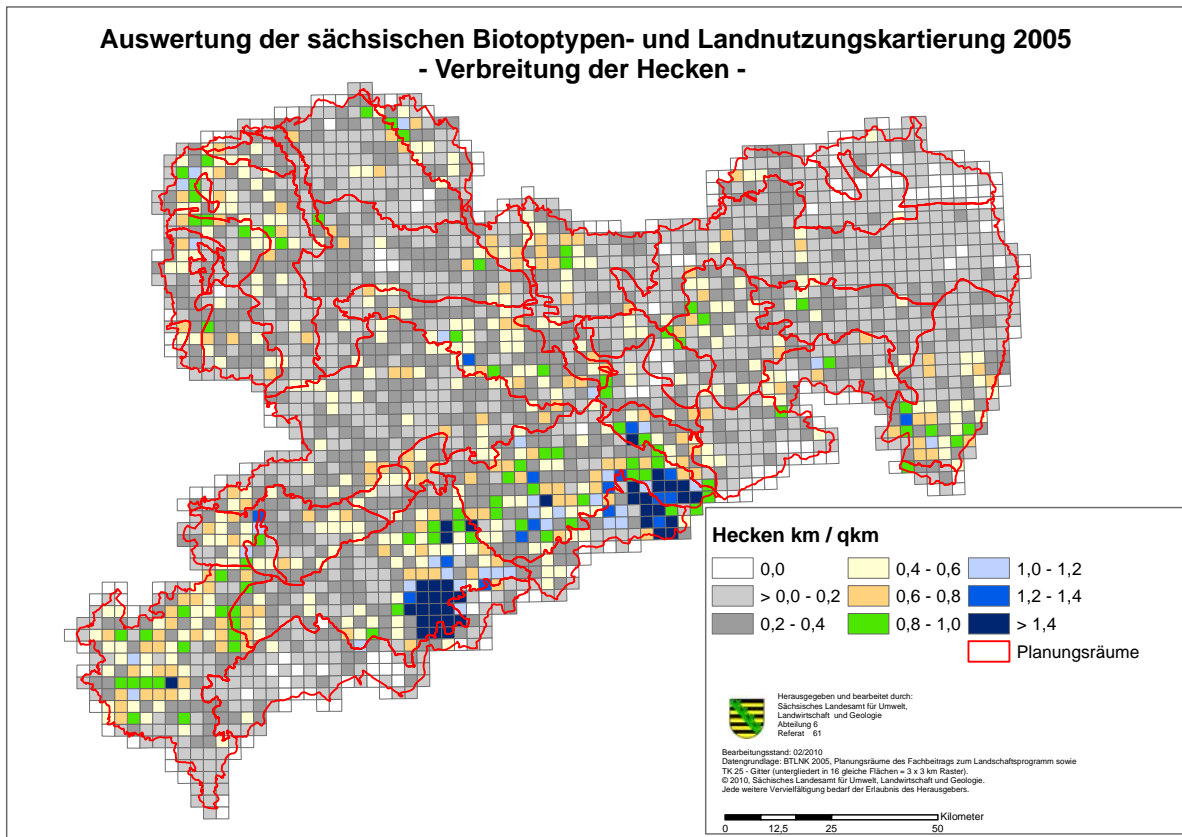 Auswertung der sächsischen Biotoptypen- und Landnutzungskartierung 2005
- Verbreitung der Hecken -
Hecken km / qkm
0,0
> 0,0 - 0,2
0,2 - 0,4
0,4 - 0,6
0,6 - 0,8
0,8 - 1,0
1,0 - 1,2
1,2 - 1,4
> 1,4
Planungsräume
Herausgegeben und bearbeitet durch:
Sächsisches Landesamt für Umwelt,
Landwirtschaft und Geologie
Abteilung 6
Referat 61
Bearbeitungsstand: 02/2010
Datengrundlage: BTLNK 2005, Planungsräume des Fachbeitrags zum Landschaftsprogramm sowie
TK 25 - Gitter (untergliedert in 16 gleiche Flächen = 3 x 3 km Raster).
© 2010, Sächsisches Landesamt für Umwelt, Landwirtschaft und Geologie.
Jede weitere Vervielfältigung bedarf der Erlaubnis des Herausgebers.
Kilometer
0 12,5 25 50